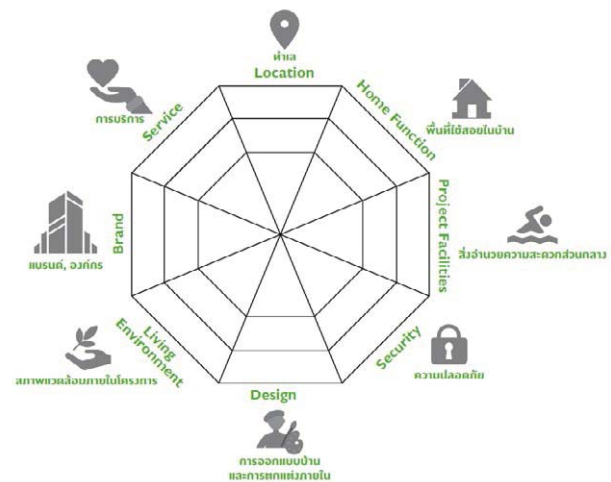 ทำเล
Location
Home Function
พื้นที่ใช้สอยในบ้าน
Project Facilities
สิ่งอำนวยความสะดวกส่วนกลาง
Security
ความปลอดภัย
Design
การออกแบบบ้าน
และการตกแต่งภายใน
Living
Environment
สภาพแวดล้อมภายในโครงการ
Brand
แบรนด์, องค์กร
Service
การบริการ